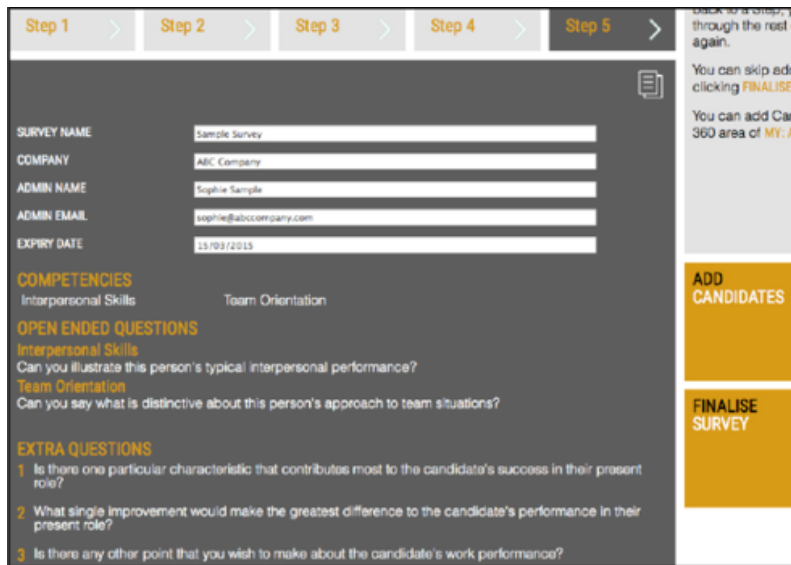 Step 1
Step 2
Step 3
Step 4
Step 5
SURVEY NAME
Sample Survey
COMPANY
ABC Company
ADMIN NAME
Sophie Sample
ADMIN EMAIL
sophie@abccompany.com
EXPIRY DATE
15/03/2015
COMPETENCIES
Interpersonal Skills
Team Orientation
OPEN ENDED QUESTIONS
Interpersonal Skills
Can you illustrate this person's typical interpersonal performance?
Team Orientation
Can you say what is distinctive about this person's approach to team situations?
EXTRA QUESTIONS
1 Is there one particular characteristic that contributes most to the candidate's success in their present
role?
2 What single improvement would make the greatest difference to the candidate's performance in their
present role?
3 Is there any other point that you wish to make about the candidate's work performance?
back to a Step,
through the rest
again.
You can skip
clicking FINALISE
You can add
360 area of MY:
ADD
CANDIDATES
FINALISE
SURVEY